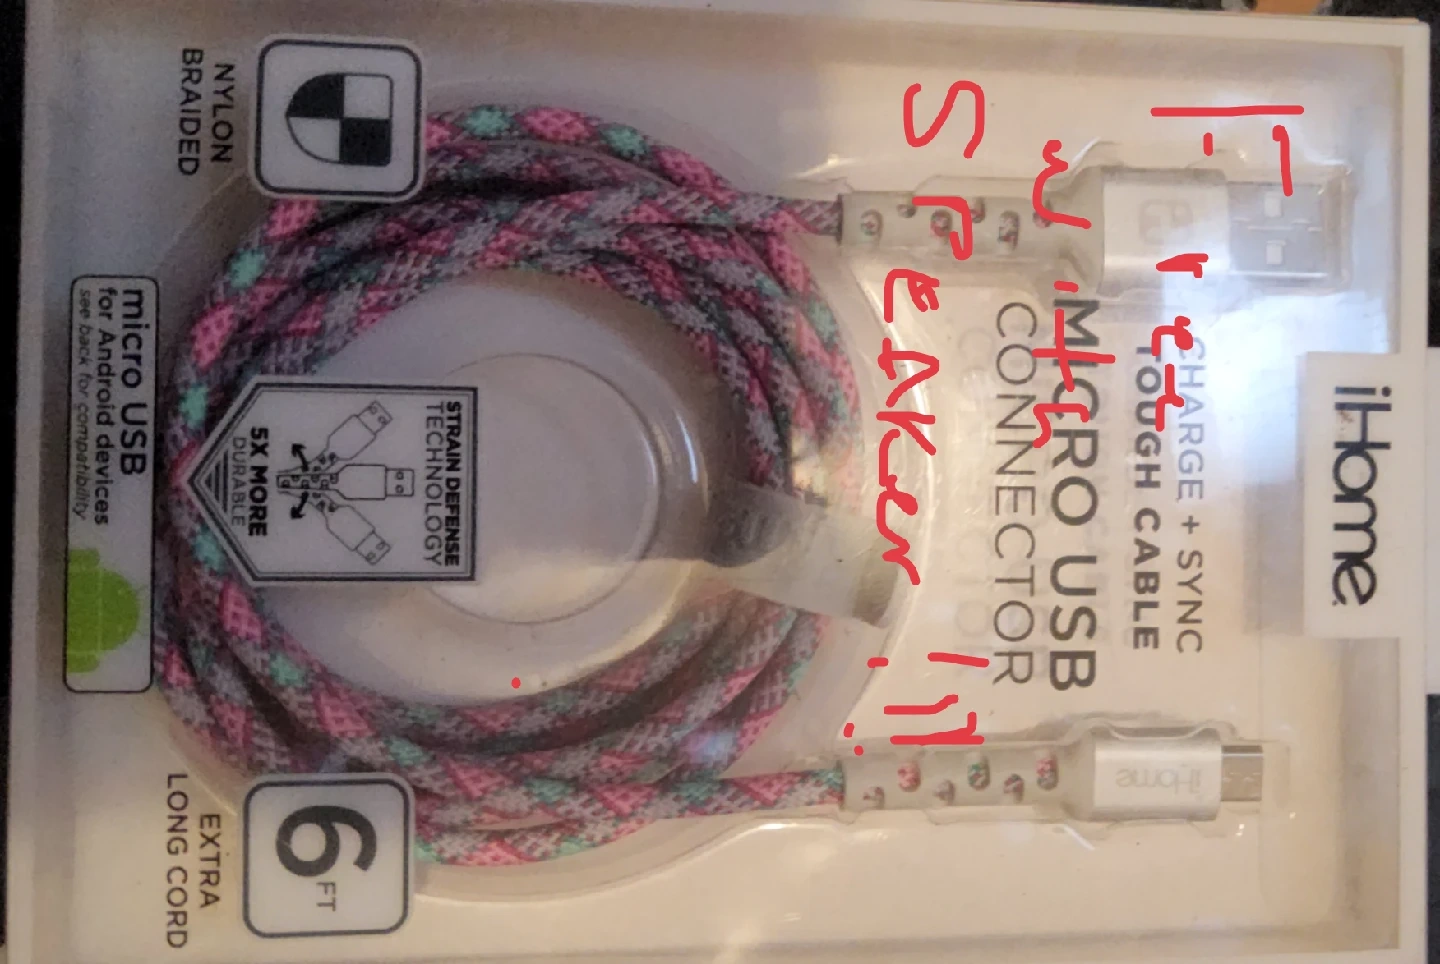 iHome
CHARGE + SYNC
TOUGH CABLE
MICRO USB
CONNECTOR
Free
with
SPEAKer !!!
iHome
NYLON
BRAIDED
STRAIN DEFENSE
TECHNOLOGY
5X MORE
DURABLE
6 FT
EXTRA
LONG CORD
micro USB
for Android devices
see back for compatibility